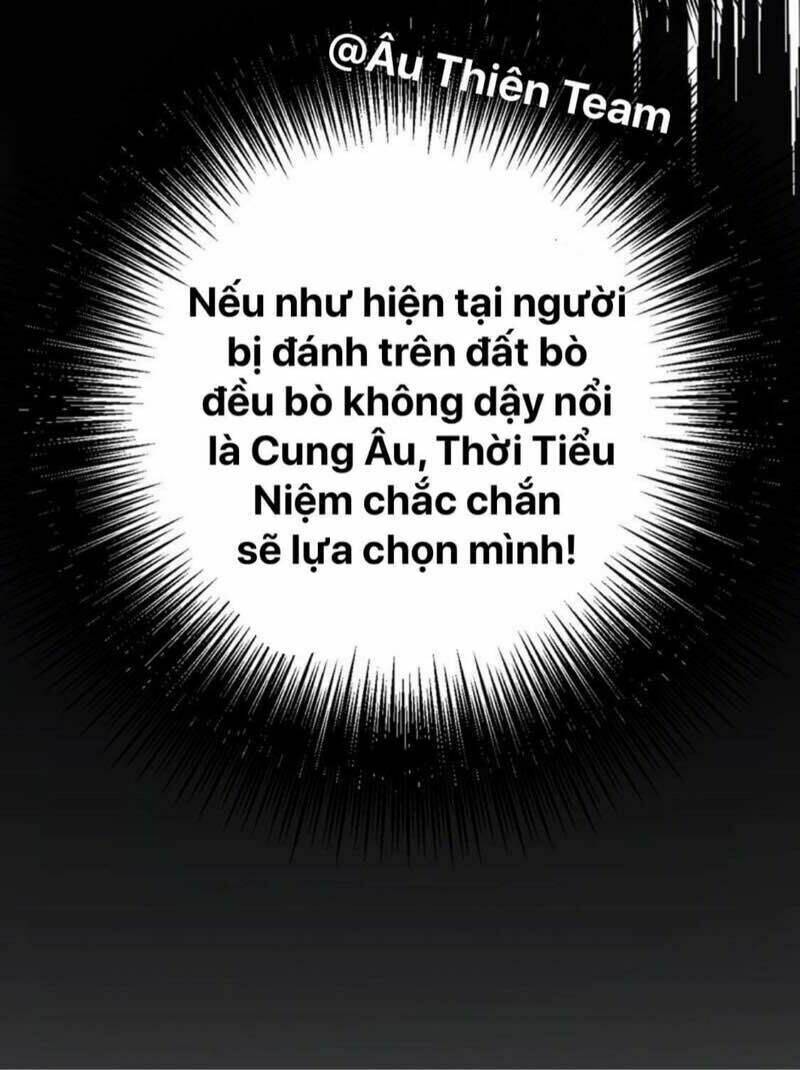 @Âu Thiên Team
Nếu như hiện tại người
bị đánh trên đất bò
đều bò không dậy nổi
là Cung Âu, Thời Tiểu
Niệm chắc chắn
sẽ lựa chọn mình!